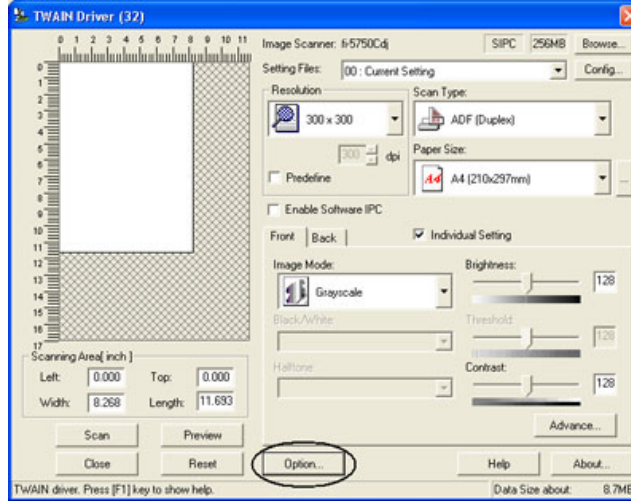 TWAIN Driver (32)
0 1 2 3 4 5 6 7 8 9 10 11
Image Scanner: fi-5750Cdj SIPC 256MB Browse...
Setting Files: 00 : Current Setting Config...
0
1
2
3
4
5
6
7
8
9
10
11
12
13
14
15
16
17
Resolution
300 x 300
300 dpi
Predefine
Scan Type:
ADF (Duplex)
Paper Size:
A4 A4 (210x297mm) ...
Enable Software IPC
Front Back Individual Setting
Image Mode:
Grayscale
Black/White:
Halftone:
Brightness:
128
Threshold:
128
Contrast:
128
Advance...
Scanning Area[ inch ]
Left: 0.000 Top: 0.000
Width: 8.268 Length: 11.693
Scan Preview
Close Reset Option... Help About...
TWAIN driver. Press [F1] key to show help. Data Size about: 8.7MB